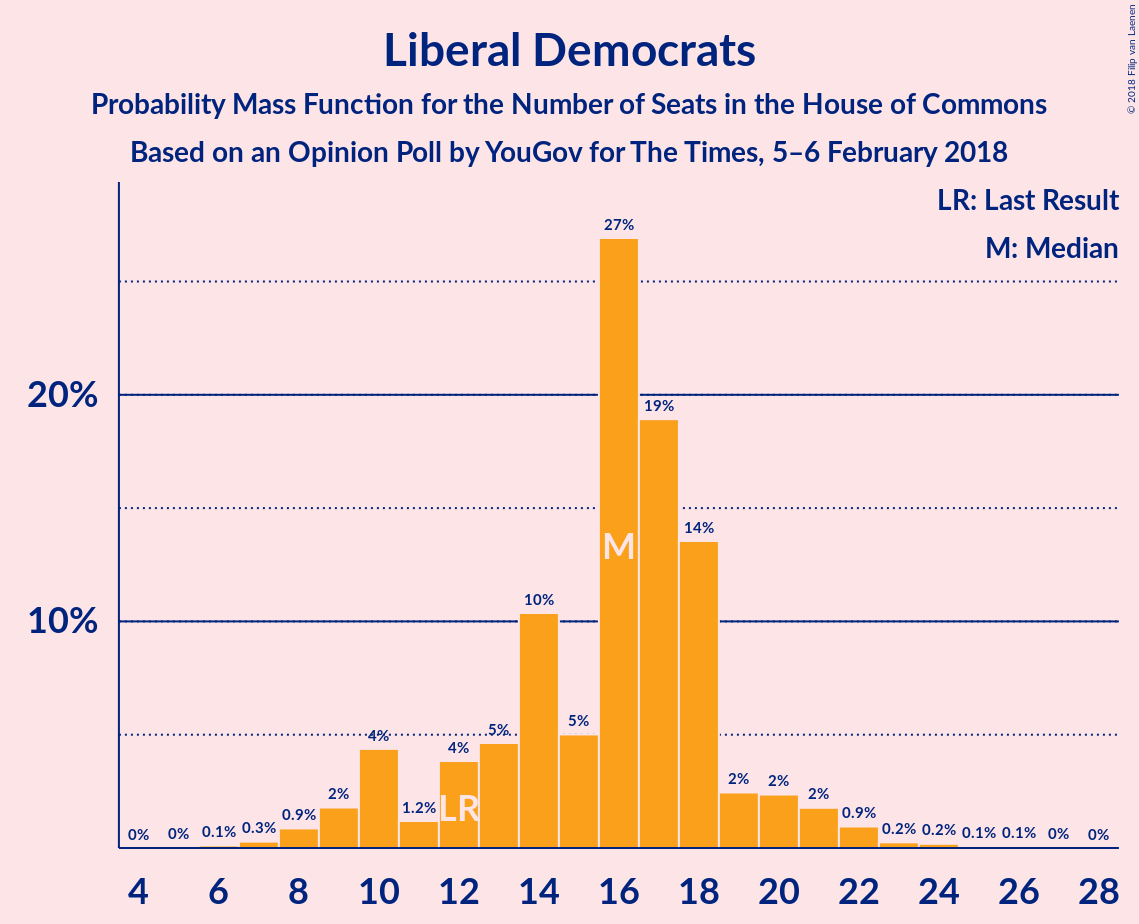 © 2018 Filip van Laenen
Liberal Democrats
Probability Mass Function for the Number of Seats in the House of Commons
Based on an Opinion Poll by YouGov for The Times, 5–6 February 2018
LR: Last Result
M: Median
20%
10%
0% 0% 0.1% 0.3% 0.9% 2% 4% 1.2% 4% 5% 10% 5% 27% 19% 14% 2% 2% 2% 0.9% 0.2% 0.2% 0.1% 0.1% 0% 0%
LR
M
4 6 8 10 12 14 16 18 20 22 24 26 28